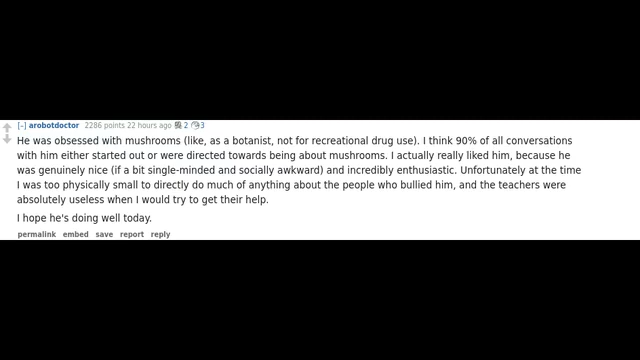 [–] arobotdoctor 2286 points 22 hours ago 2 3
He was obsessed with mushrooms (like, as a botanist, not for recreational drug use). I think 90% of all conversations
with him either started out or were directed towards being about mushrooms. I actually really liked him, because he
was genuinely nice (if a bit single-minded and socially awkward) and incredibly enthusiastic. Unfortunately at the time
I was too physically small to directly do much of anything about the people who bullied him, and the teachers were
absolutely useless when I would try to get their help.
I hope he's doing well today.
permalink embed save report reply